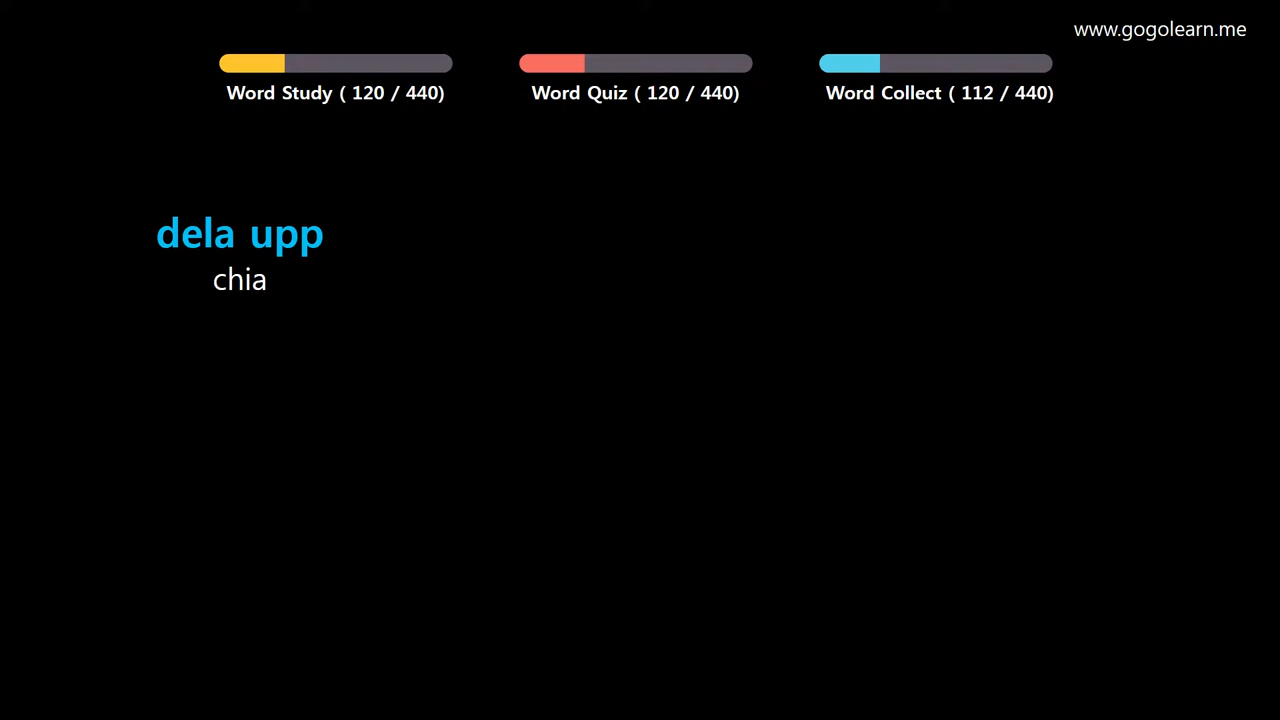 www.gogolearn.me
Word Study ( 120 / 440)
Word Quiz ( 120 / 440)
Word Collect ( 112 / 440)
dela upp
chia